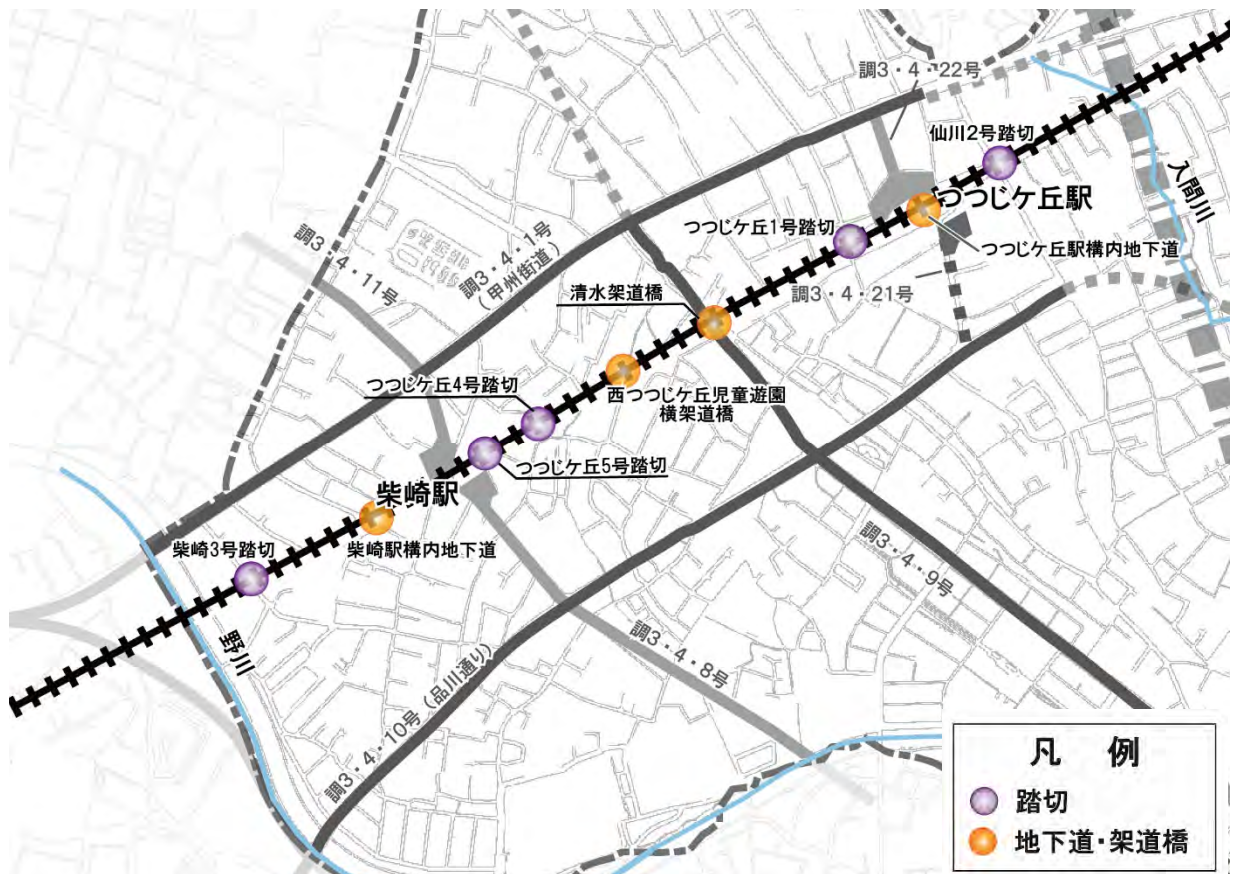 調3・4・22号
仙川2号踏切
入間川
つつじケ丘駅
つつじケ丘1号踏切
つつじケ丘駅構内地下道
調3・4・11号
調3・4・1号
（甲州街道）
清水架道橋
調3・4・21号
つつじケ丘4号踏切
西つつじケ丘児童遊園
横架道橋
つつじケ丘5号踏切
柴崎駅
柴崎3号踏切
柴崎駅構内地下道
調3・4・9号
野川
調3・4・8号
調3・4・10号（品川通り）
凡 例
踏切
地下道・架道橋